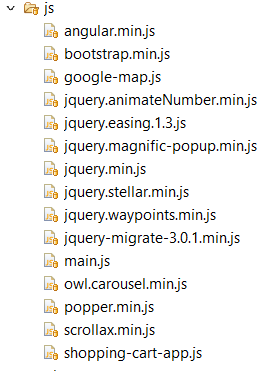 js
angular.min.js
bootstrap.min.js
google-map.js
jquery.animateNumber.min.js
jquery.easing.1.3.js
jquery.magnific-popup.min.js
jquery.min.js
jquery.stellar.min.js
jquery.waypoints.min.js
jquery-migrate-3.0.1.min.js
main.js
owl.carousel.min.js
popper.min.js
scrollax.min.js
shopping-cart-app.js